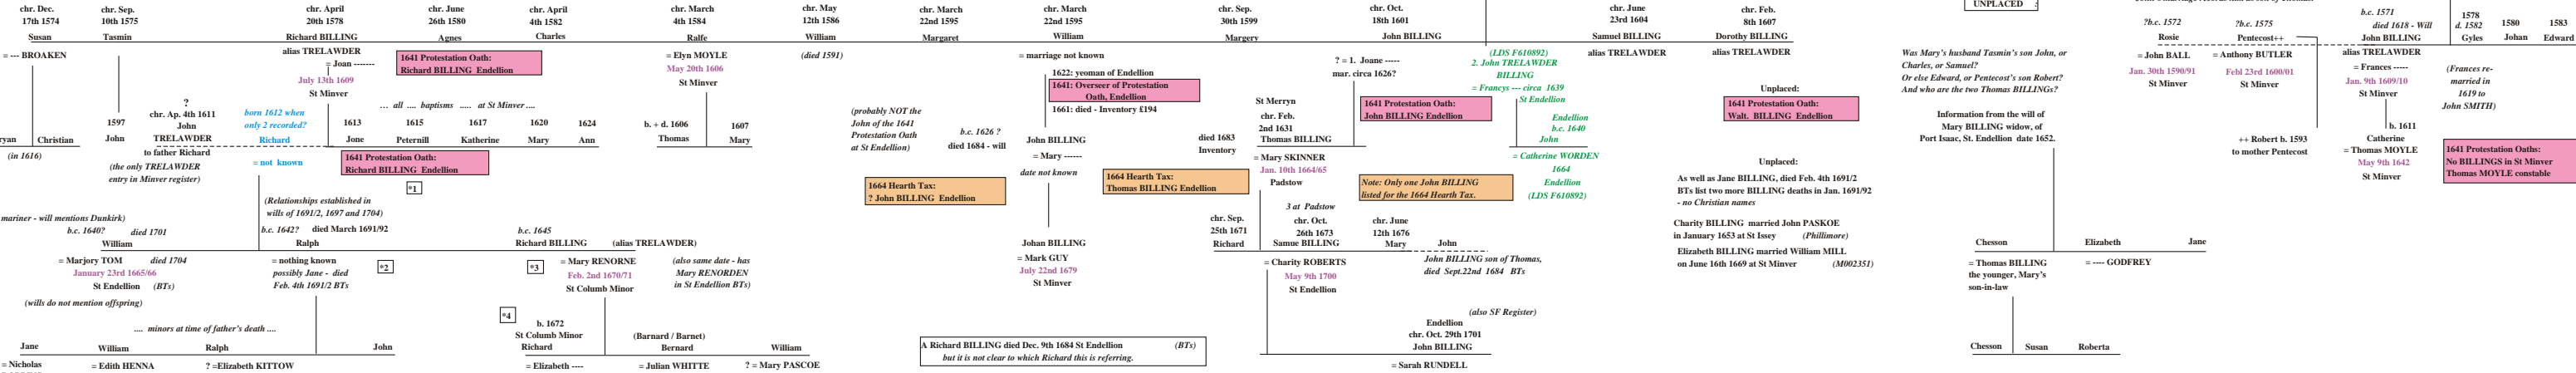 chr. Dec.
17th 1574
Susan
= --- BROAKEN
ryan
Christian
(in 1616)
chr. Sep.
10th 1575
Tasmin
1597
John
?
chr. Ap. 4th 1611
John
TRELAWDER
to father Richard
(the only TRELAWDER
entry in Minver register)
chr. April
20th 1578
Richard BILLING
alias TRELAWDER
= Joan -------
July 13th 1609
St Minver
born 1612 when
only 2 recorded?
Richard
= not known
chr. June
26th 1580
Agnes
1641 Protestation Oath:
Richard BILLING Endellion
chr. April
4th 1582
Charles
... all .... baptisms ..... at St Minver ....
1613
Jone
1615
Peternill
1617
Katherine
1620
Mary
1624
Ann
1641 Protestation Oath:
Richard BILLING Endellion
*1
(Relationships established in
wills of 1691/2, 1697 and 1704)
mariner - will mentions Dunkirk)
b.c. 1640?
died 1701
William
= Marjory TOM
died 1704
January 23rd 1665/66
St Endellion
(BTs)
(wills do not mention offspring)
b.c. 1642?
died March 1691/92
Ralph
= nothing known
possibly Jane - died
Feb. 4th 1691/2 BTs
*2
b.c. 1645
Richard BILLING
(alias TRELAWDER)
*3
= Mary RENORNE
Feb. 2nd 1670/71
St Columb Minor
(also same date - has
Mary RENORDEN
in St Endellion BTs)
.... minors at time of father's death ....
Jane
= Nicholas
William
= Edith HENNA
Ralph
? =Elizabeth KITTOW
John
*4
b. 1672
St Columb Minor
Richard
= Elizabeth ----
(Barnard / Barnet)
Bernard
= Julian WHITTE
William
? = Mary PASCOE
chr. March
4th 1584
Ralfe
= Elyn MOYLE
May 20th 1606
St Minver
b. + d. 1606
Thomas
1607
Mary
chr. May
12th 1586
William
(died 1591)
chr. March
22nd 1595
Margaret
(probably NOT the
John of the 1641
Protestation Oath
at St Endellion)
b.c. 1626 ?
died 1684 - will
1664 Hearth Tax:
? John BILLING Endellion
chr. March
22nd 1595
William
= marriage not known
1622: yeoman of Endellion
1641: Overseer of Protestation
Oath, Endellion
1661: died - Inventory £194
John BILLING
= Mary ------
date not known
1664 Hearth Tax:
Thomas BILLING Endellion
Johan BILLING
= Mark GUY
July 22nd 1679
St Minver
A Richard BILLING died Dec. 9th 1684 St Endellion
(BTs)
but it is not clear to which Richard this is referring.
chr. Sep.
30th 1599
Margery
chr. Oct.
18th 1601
John BILLING
? = 1. Joane -----
mar. circa 1626?
1641 Protestation Oath:
John BILLING Endellion
St Merryn
chr. Feb.
2nd 1631
Thomas BILLING
died 1683
Inventory
= Mary SKINNER
Jan. 10th 1664/65
Padstow
Note: Only one John BILLING
listed for the 1664 Hearth Tax.
3 at Padstow
chr. Sep.
25th 1671
Richard
chr. Oct.
26th 1673
Samue BILLING
chr. June
12th 1676
Mary
John
John BILLING son of Thomas,
died Sept.22nd 1684 BTs
= Charity ROBERTS
May 9th 1700
St Endellion
(also SF Register)
Endellion
chr. Oct. 29th 1701
John BILLING
= Sarah RUNDELL
(LDS F610892)
2. John TRELAWDER
BILLING
= Francys --- circa 1639
St Endellion
Endellion
b.c. 1640
John
= Catherine WORDEN
1664
Endellion
(LDS F610892)
chr. June
23rd 1604
Samuel BILLING
alias TRELAWDER
chr. Feb.
8th 1607
Dorothy BILLING
alias TRELAWDER
Unplaced:
1641 Protestation Oath:
Walt. BILLING Endellion
Unplaced:
As well as Jane BILLING, died Feb. 4th 1691/2
BTs list two more BILLING deaths in Jan. 1691/92
- no Christian names
Charity BILLING married John PASKOE
in January 1653 at St Issey
(Phillimore)
Elizabeth BILLING married William MILL
on June 16th 1669 at St Minver
(M002351)
UNPLACED :
Was Mary's husband Tasmin's son John, or
Charles, or Samuel?
Or else Edward, or Pentecost's son Robert?
And who are the two Thomas BILLINGs?
Information from the will of
Mary BILLING widow, of
Port Isaac, St. Endellion date 1652.
Chesson
Elizabeth
Jane
= Thomas BILLING
the younger, Mary's
son-in-law
= ---- GODFREY
Chesson
Susan
Roberta
?b.c. 1572
Rosie
= John BALL
Jan. 30th 1590/91
St Minver
?b.c. 1575
Pentecost++
= Anthony BUTLER
Febl 23rd 1600/01
St Minver
++ Robert b. 1593
to mother Pentecost
b.c. 1571
died 1618 - Will
John BILLING
alias TRELAWDER
= Frances ----
Jan. 9th 1609/10
St Minver
b. 1611
Catherine
= Thomas MOYLE
May 9th 1642
St Minver
1578
d. 1582
Gyles
1580
Johan
1583
Edward
(Frances re-
married in
1619 to
John SMITH)
1641 Protestation Oaths:
No BILLINGS in St Minver
Thomas MOYLE constable